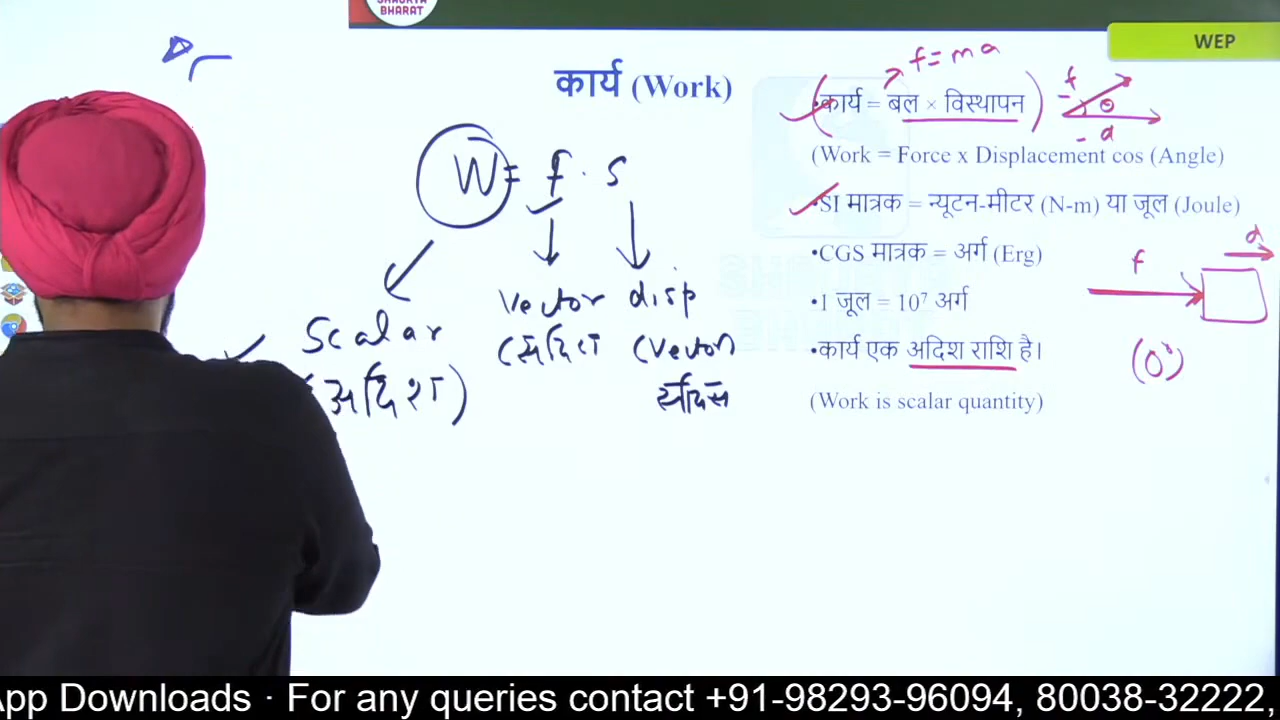 SHAURYA
BHARAT
WEP
कार्य (Work)
f = ma
•कार्य = बल × विस्थापन
f
θ
d
(Work = Force x Displacement cos (Angle)
W = f . s
•SI मात्रक = न्यूटन-मीटर (N-m) या जूल (Joule)
•CGS मात्रक = अर्ग (Erg)
f
d
•1 जूल = 10⁷ अर्ग
Scalar
(अदिश)
Vector
(सदिश
disp
(Vector
सदिस
•कार्य एक अदिश राशि है।
(0°)
(Work is scalar quantity)
App Downloads · For any queries contact +91-98293-96094, 80038-32222,